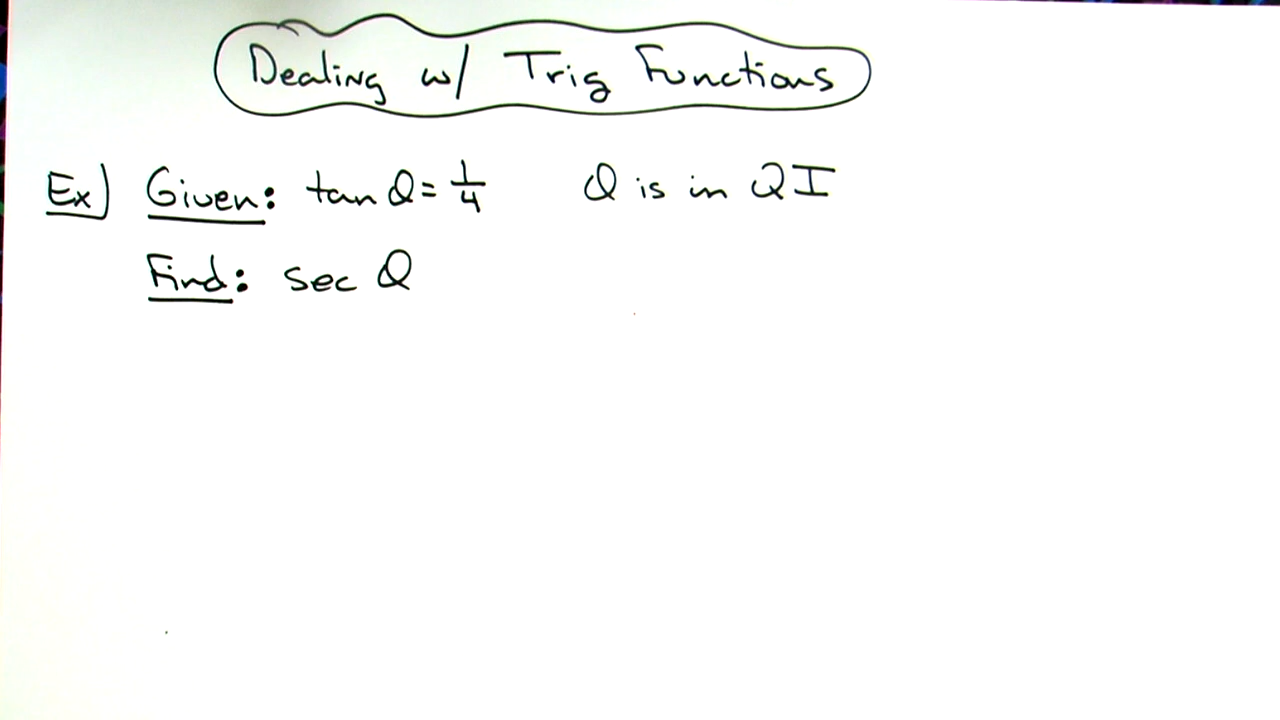 Dealing w/ Trig Functions
Ex) Given: tan θ = 1/4 θ is in QI
Find: sec θ